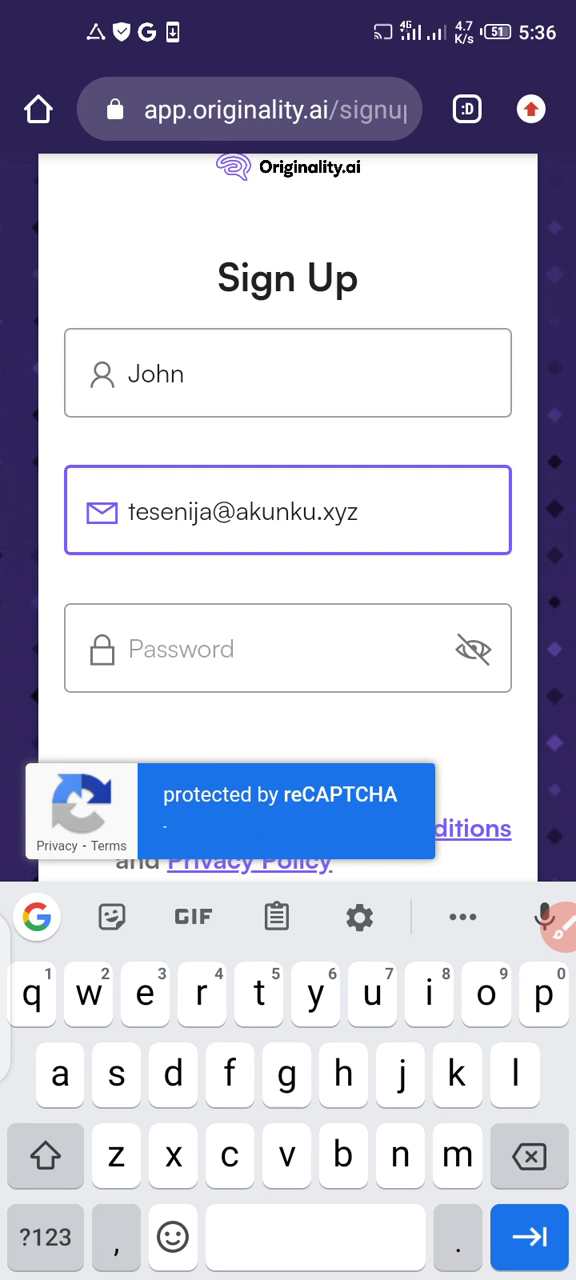 4G 4.7 K/s 51 5:36
app.originality.ai/signup
:D
Originality.ai
Sign Up
John
tesenija@akunku.xyz
Password
protected by reCAPTCHA
-
Privacy - Terms
ditions
and Privacy Policy
G GIF
1 2 3 4 5 6 7 8 9 0
q w e r t y u i o p
a s d f g h j k l
z x c v b n m
?123 , .